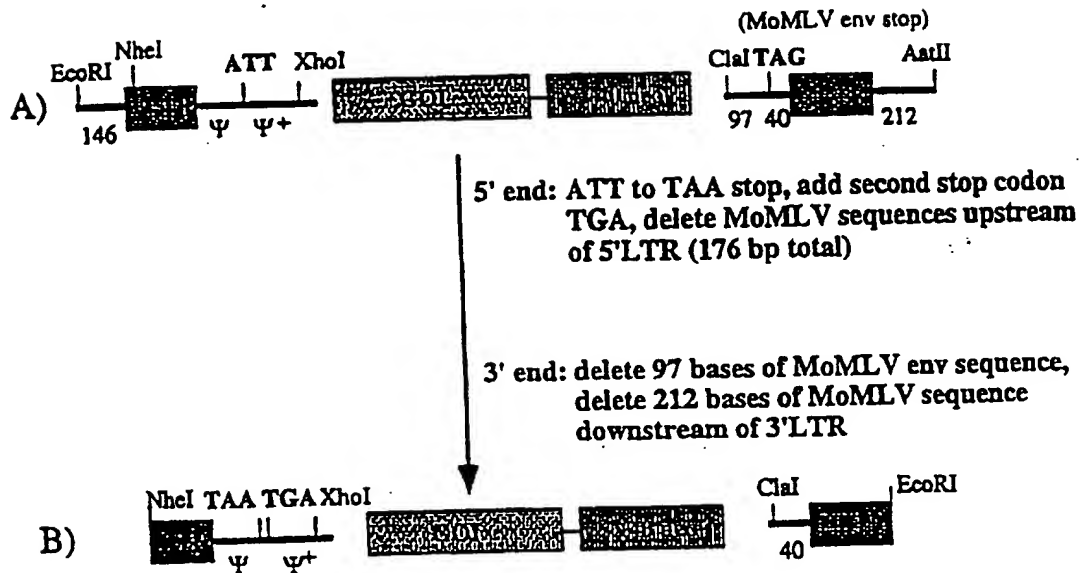 (MoMLV env stop)
EcoRI NheI ATT XhoI ClaI TAG AatII
A)
146 Ψ Ψ+ 97 40 212
5' end: ATT to TAA stop, add second stop codon
TGA, delete MoMLV sequences upstream
of 5'LTR (176 bp total)
3' end: delete 97 bases of MoMLV env sequence,
delete 212 bases of MoMLV sequence
downstream of 3'LTR
NheI TAA TGA XhoI ClaI EcoRI
B)
Ψ Ψ+ 40